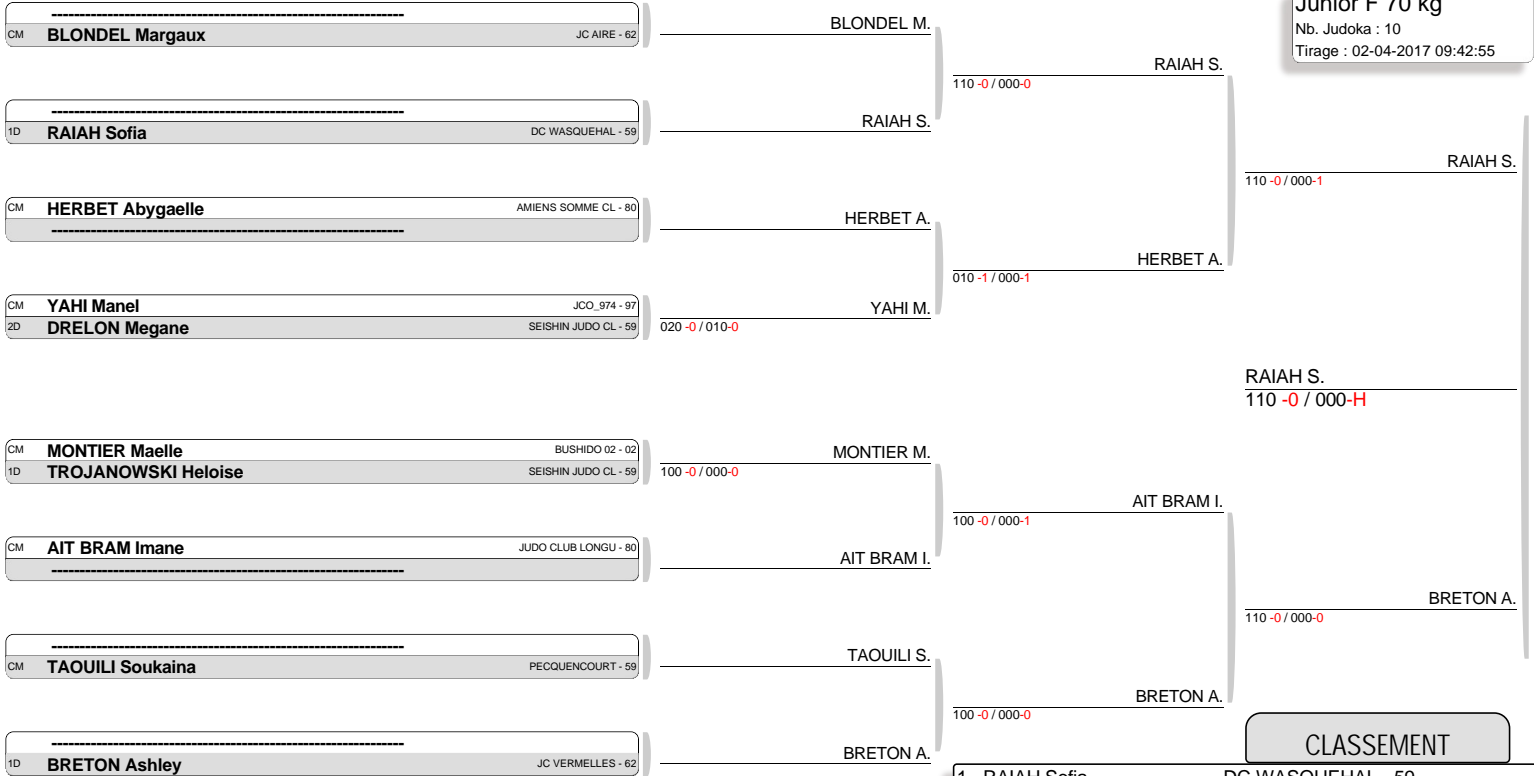 Junior F 70 kg
Nb. Judoka : 10
Tirage : 02-04-2017 09:42:55
--------------------------------------------------------------------------------
CM BLONDEL Margaux JC AIRE - 62
--------------------------------------------------------------------------------
1D RAIAH Sofia DC WASQUEHAL - 59
CM HERBET Abygaelle AMIENS SOMME CL - 80
--------------------------------------------------------------------------------
CM YAHI Manel JCO_974 - 97
2D DRELON Megane SEISHIN JUDO CL - 59
CM MONTIER Maelle BUSHIDO 02 - 02
1D TROJANOWSKI Heloise SEISHIN JUDO CL - 59
CM AIT BRAM Imane JUDO CLUB LONGU - 80
--------------------------------------------------------------------------------
--------------------------------------------------------------------------------
CM TAOUILI Soukaina PECQUENCOURT - 59
--------------------------------------------------------------------------------
1D BRETON Ashley JC VERMELLES - 62
BLONDEL M.
RAIAH S.
HERBET A.
YAHI M.
020 -0 / 010-0
MONTIER M.
100 -0 / 000-0
AIT BRAM I.
TAOUILI S.
BRETON A.
RAIAH S.
110 -0 / 000-0
HERBET A.
010 -1 / 000-1
AIT BRAM I.
100 -0 / 000-1
BRETON A.
100 -0 / 000-0
RAIAH S.
110 -0 / 000-1
RAIAH S.
110 -0 / 000-H
BRETON A.
110 -0 / 000-0
CLASSEMENT
1 RAIAH Sofia DC WASQUEHAL - 59